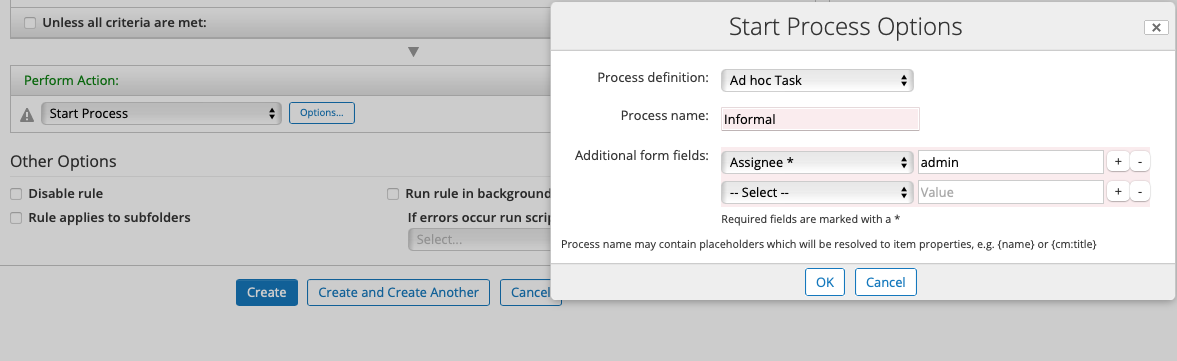 Unless all criteria are met:
Perform Action:
Start Process
Options...
Other Options
Disable rule
Run rule in background
Rule applies to subfolders
If errors occur run
Select...
Create
Create and Create Another
Cancel
Start Process Options
Process definition:
Ad hoc Task
Process name:
Informal
Additional form fields:
Assignee *
admin
+
-
-- Select --
Value
+
-
Required fields are marked with a *
Process name may contain placeholders which will be resolved to item properties, e.g. {name} or {cm:title}
OK
Cancel